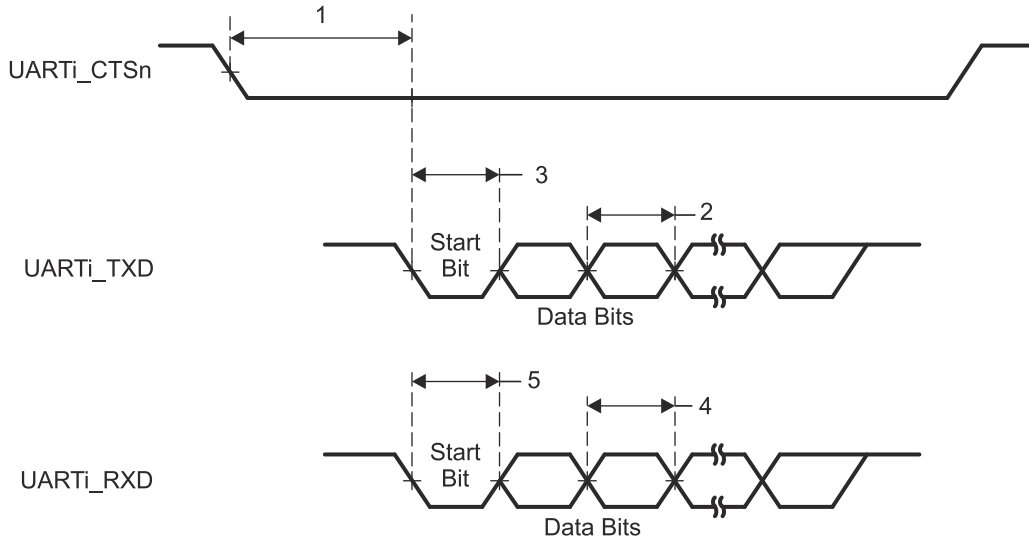 1
UARTi_CTSn
3
2
Start
Bit
UARTi_TXD
Data Bits
5
4
Start
Bit
UARTi_RXD
Data Bits